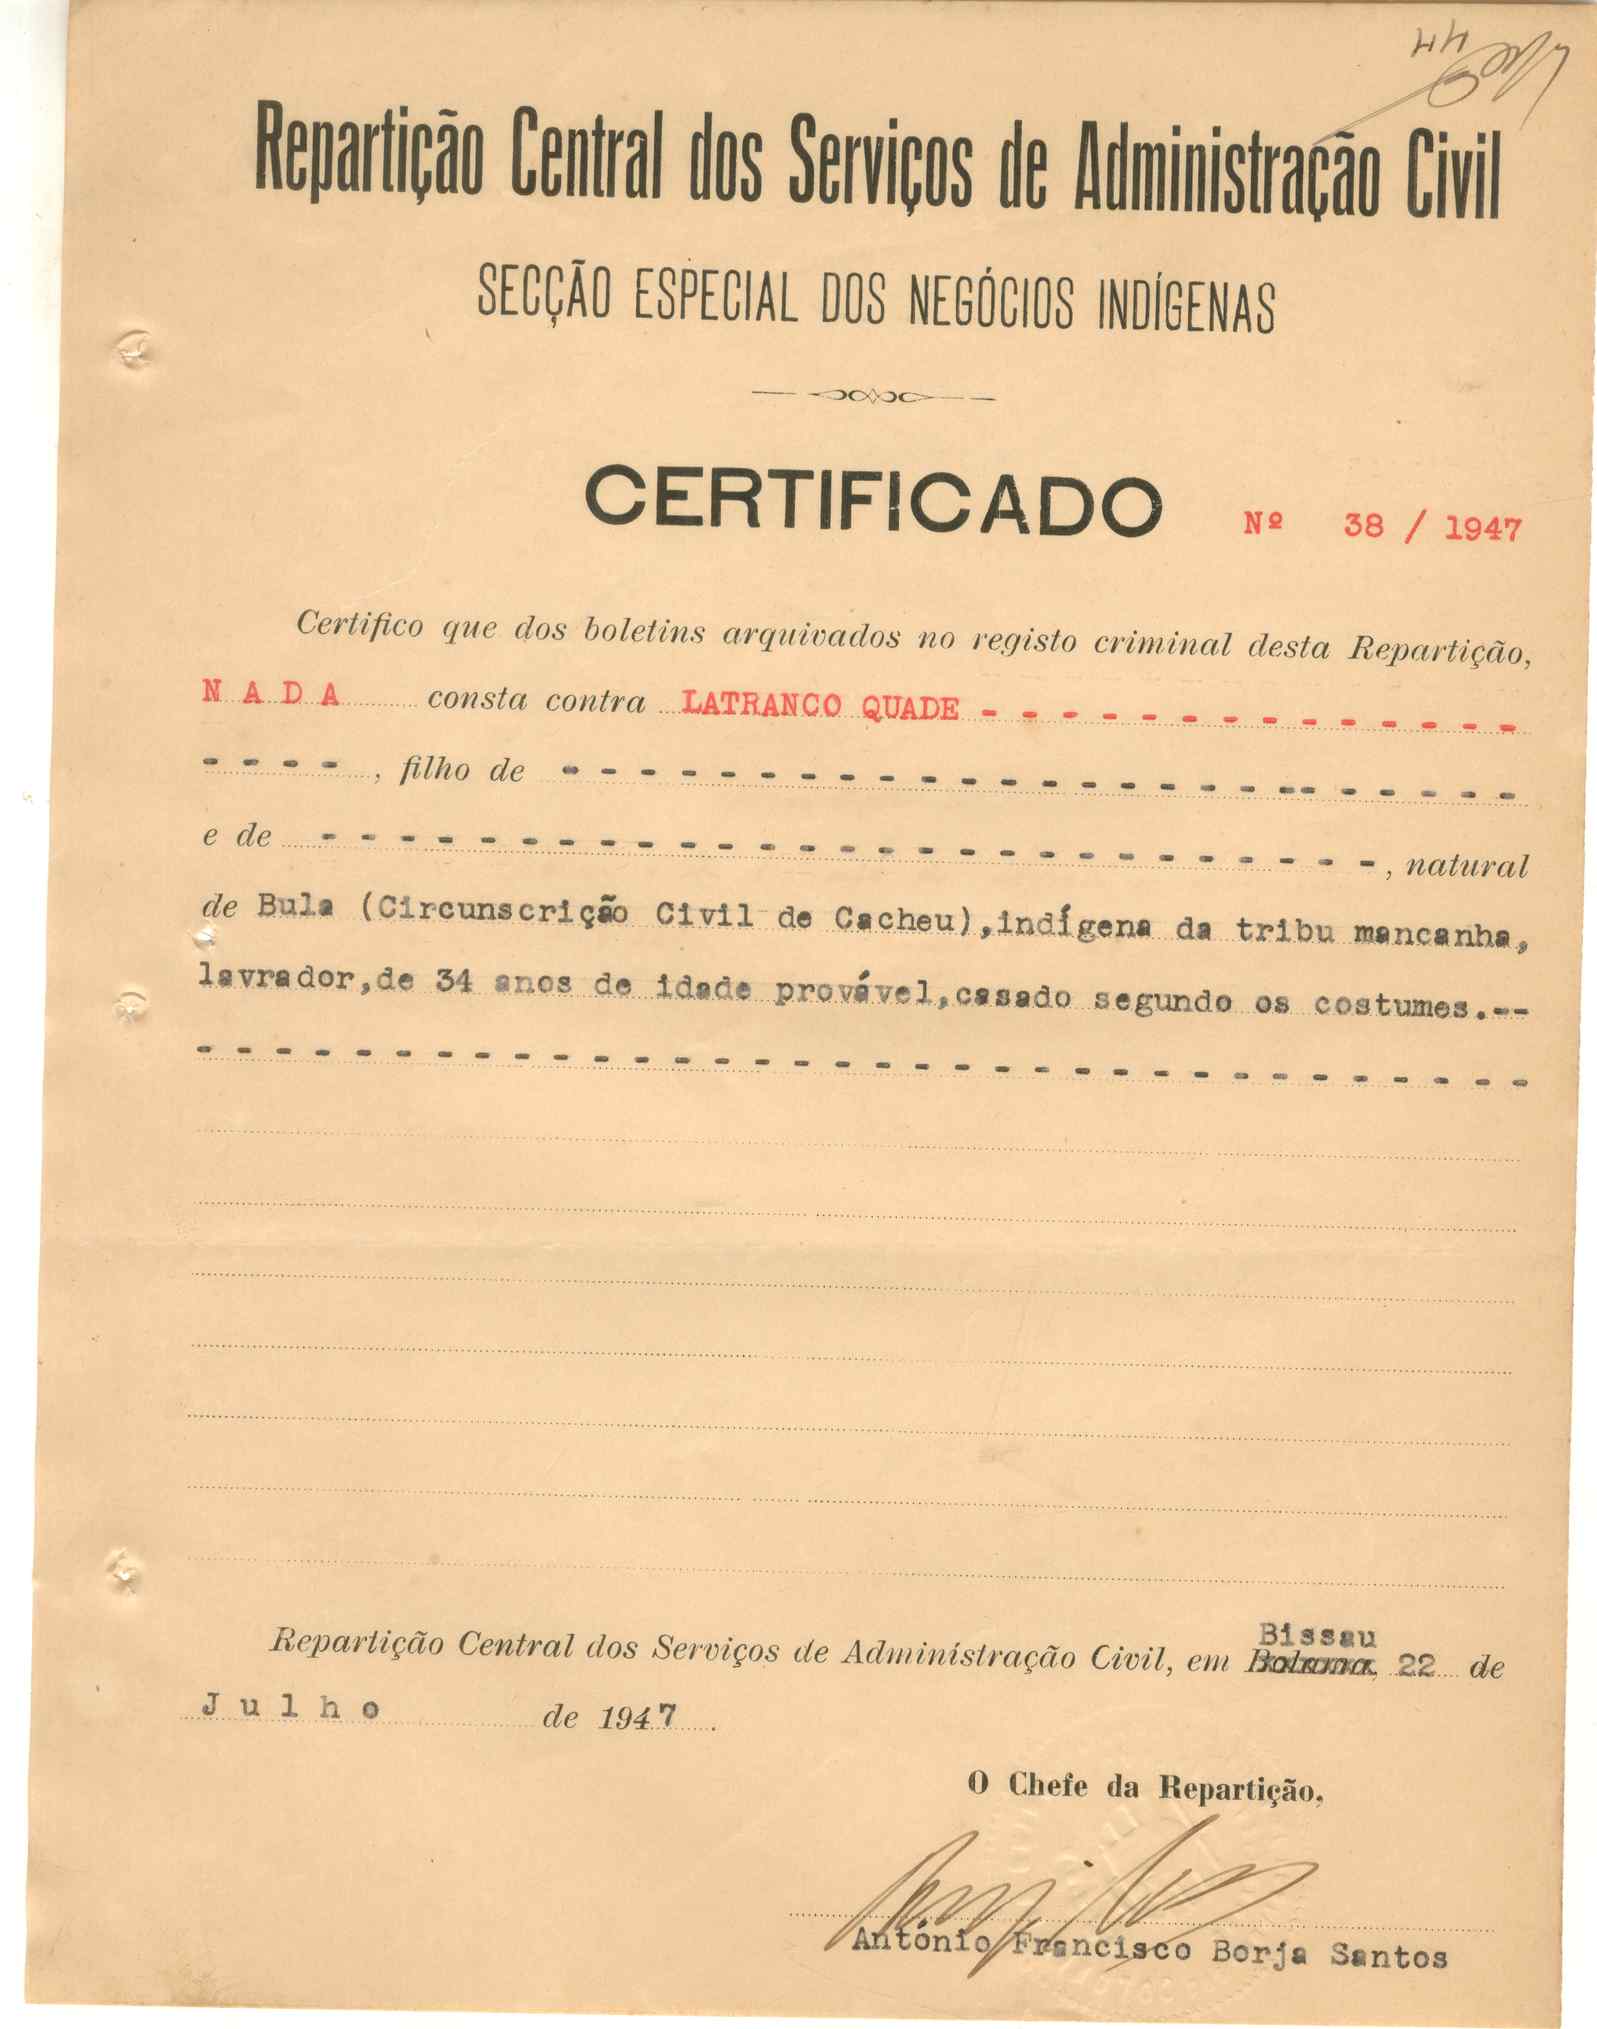 44
Repartição Central dos Serviços de Administração Civil
SECÇÃO ESPECIAL DOS NEGÓCIOS INDÍGENAS
CERTIFICADO Nº 38 / 1947
Certifico que dos boletins arquivados no registo criminal desta Repartição,
N A D A consta contra LATRANCO QUADE - - - - - - - - - - - - - -
- - - - , filho de - - - - - - - - - - - - - - - - - - -- - - - - -
e de - - - - - - - - - - - - - - - - - - - - - - - - - - -, natural
de Bula (Circunscrição Civil de Cacheu),indígena da tribu mancanha,
lavrador,de 34 anos de idade provável,casado segundo os costumes.--
- - - - - - - - - - - - - - - - - - - - - - - - - - - - - - - - - -
Bissau
Repartição Central dos Serviços de Administração Civil, em Bolama, 22 de
J u l h o de 1947 .
O Chefe da Repartição,
António Francisco Borja Santos